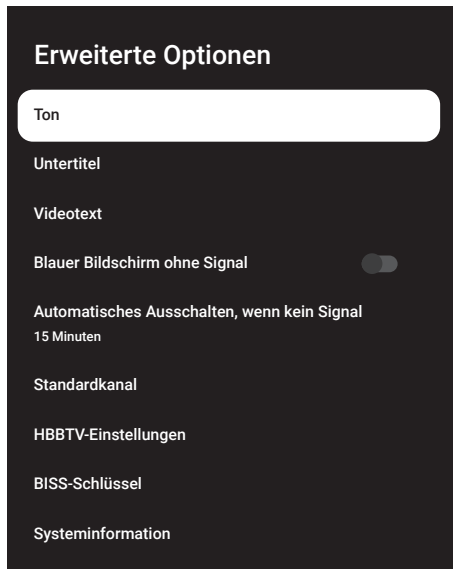 Erweiterte Optionen
Ton
Untertitel
Videotext
Blauer Bildschirm ohne Signal
Automatisches Ausschalten, wenn kein Signal
15 Minuten
Standardkanal
HBBTV-Einstellungen
BISS-Schlüssel
Systeminformation